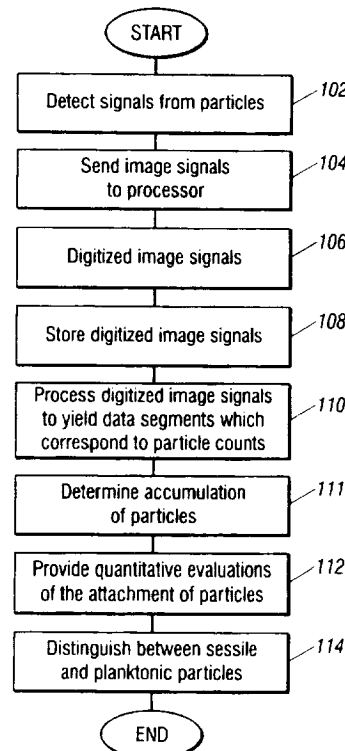 START
Detect signals from particles
102
Send image signals
to processor
104
Digitized image signals
106
Store digitized image signals
108
Process digitized image signals
to yield data segments which
correspond to particle counts
110
Determine accumulation
of particles
111
Provide quantitative evaluations
of the attachment of particles
112
Distinguish between sessile
and planktonic particles
114
END